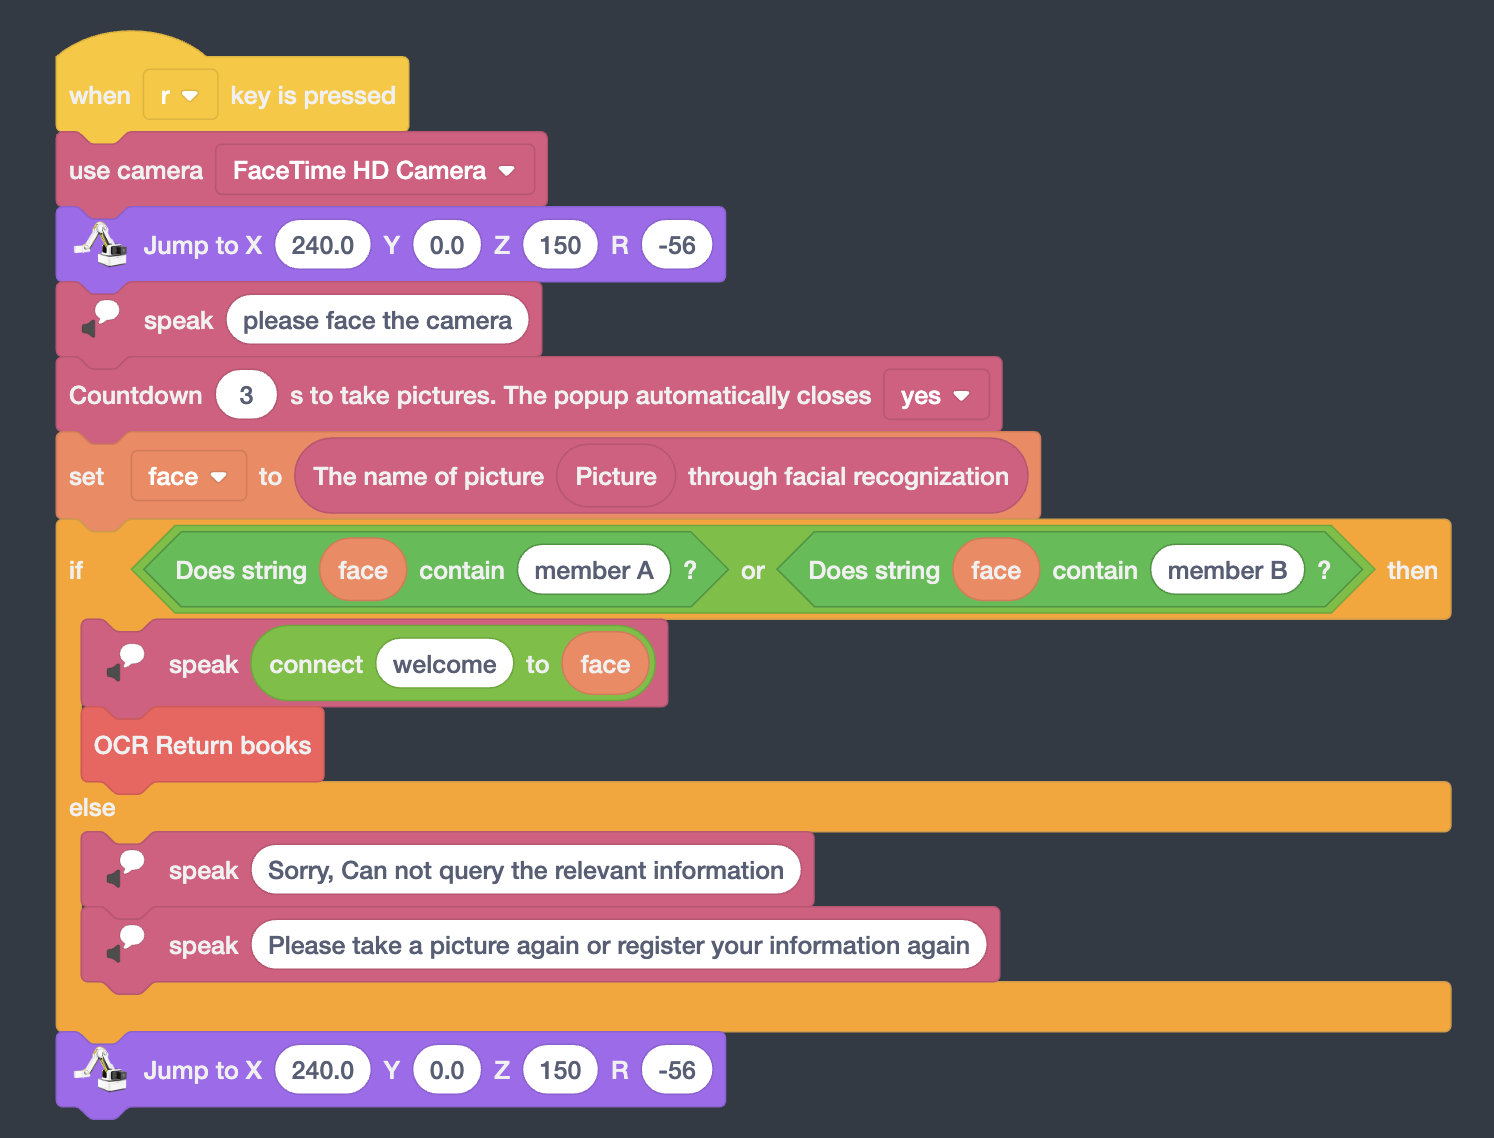 when r key is pressed
use camera FaceTime HD Camera
Jump to X 240.0 Y 0.0 Z 150 R -56
speak please face the camera
Countdown 3 s to take pictures. The popup automatically closes yes
set face to The name of picture Picture through facial recognization
if Does string face contain member A ? or Does string face contain member B ? then
speak connect welcome to face
OCR Return books
else
speak Sorry, Can not query the relevant information
speak Please take a picture again or register your information again
Jump to X 240.0 Y 0.0 Z 150 R -56